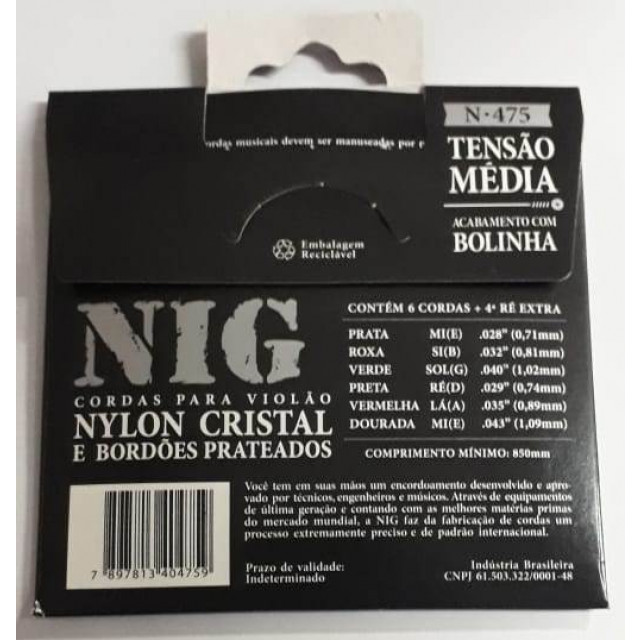 N·475
TENSÃO
MÉDIA
ACABAMENTO COM
BOLINHA
ordas musicais devem ser manuseadas por
Embalagem
Reciclável
NIG
CORDAS PARA VIOLÃO
NYLON CRISTAL
E BORDÕES PRATEADOS
CONTÉM 6 CORDAS + 4ª RÉ EXTRA
PRATA MI(E) .028" (0,71mm)
ROXA SI(B) .032" (0,81mm)
VERDE SOL(G) .040" (1,02mm)
PRETA RÉ(D) .029" (0,74mm)
VERMELHA LÁ(A) .035" (0,89mm)
DOURADA MI(E) .043" (1,09mm)
COMPRIMENTO MÍNIMO: 850mm
Você tem em suas mãos um encordoamento desenvolvido e apro-
vado por técnicos, engenheiros e músicos. Através de equipamentos
de última geração e contando com as melhores matérias primas
do mercado mundial, a NIG faz da fabricação de cordas um
processo extremamente preciso e de padrão internacional.
7 897813 404759
Prazo de validade:
Indeterminado
Indústria Brasileira
CNPJ 61.503.322/0001-48